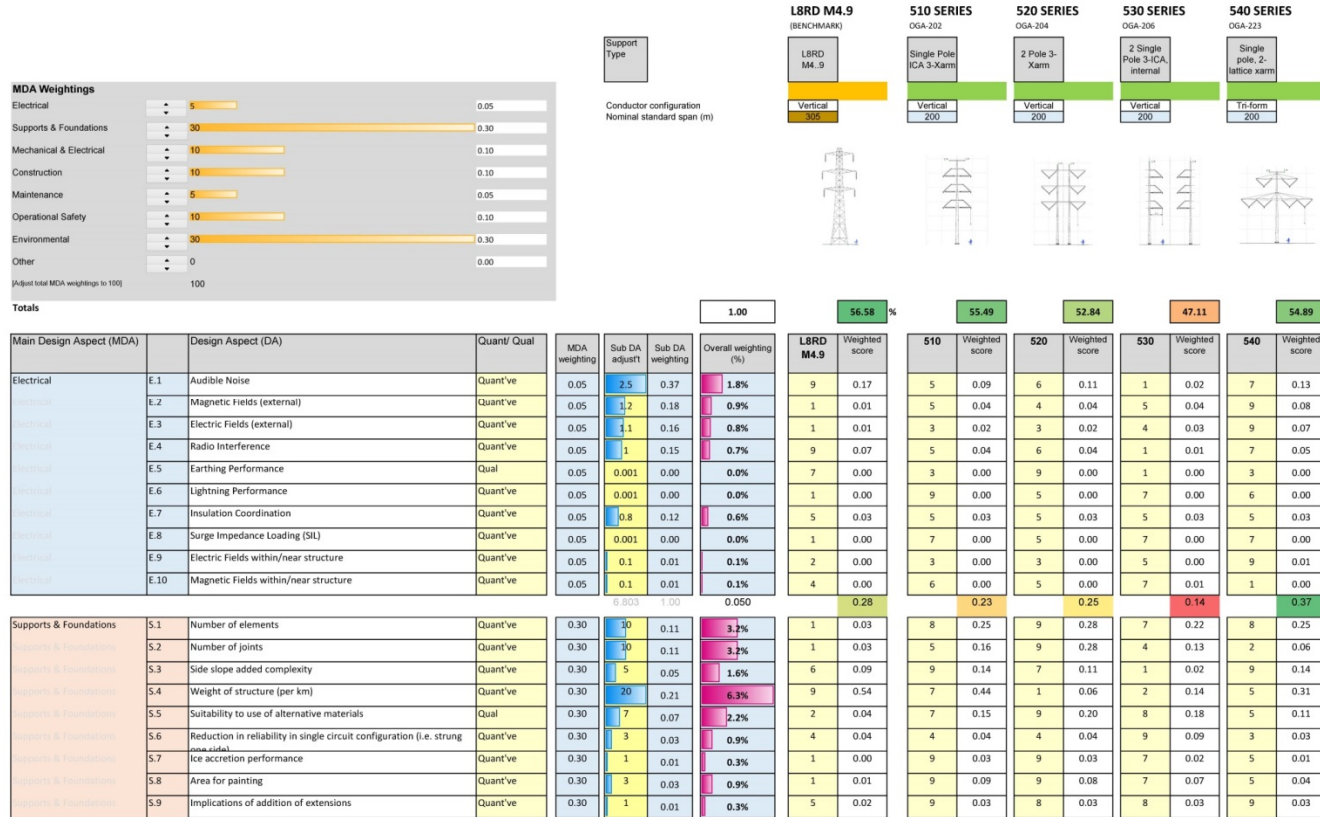 L8RD M4.9 510 SERIES 520 SERIES 530 SERIES 540 SERIES
(BENCHMARK) OGA-202 OGA-204 OGA-206 OGA-223
Support Type
L8RD M4..9
Single Pole ICA 3-Xarm
2 Pole 3-Xarm
2 Single Pole 3-ICA, internal
Single pole, 2-lattice xarm
Conductor configuration Vertical Vertical Vertical Vertical Tri-form
Nominal standard span (m) 305 200 200 200 200
MDA Weightings
Electrical 5 0.05
Supports & Foundations 30 0.30
Mechanical & Electrical 10 0.10
Construction 10 0.10
Maintenance 5 0.05
Operational Safety 10 0.10
Environmental 30 0.30
Other 0 0.00
[Adjust total MDA weightings to 100] 100
Totals 1.00 56.58 % 55.49 52.84 47.11 54.89
Main Design Aspect (MDA) Design Aspect (DA) Quant/ Qual MDA weighting Sub DA adjus't Sub DA weighting Overall weighting (%) L8RD M4.9 Weighted score 510 Weighted score 520 Weighted score 530 Weighted score 540 Weighted score
Electrical E.1 Audible Noise Quant've 0.05 2.5 0.37 1.8% 9 0.17 5 0.09 6 0.11 1 0.02 7 0.13
Electrical E.2 Magnetic Fields (external) Quant've 0.05 1.2 0.18 0.9% 1 0.01 5 0.04 4 0.04 5 0.04 9 0.08
Electrical E.3 Electric Fields (external) Quant've 0.05 1.1 0.16 0.8% 1 0.01 3 0.02 3 0.02 4 0.03 9 0.07
Electrical E.4 Radio Interference Quant've 0.05 1 0.15 0.7% 9 0.07 5 0.04 6 0.04 1 0.01 7 0.05
Electrical E.5 Earthing Performance Qual 0.05 0.001 0.00 0.0% 7 0.00 3 0.00 9 0.00 1 0.00 3 0.00
Electrical E.6 Lightning Performance Quant've 0.05 0.001 0.00 0.0% 1 0.00 9 0.00 5 0.00 7 0.00 6 0.00
Electrical E.7 Insulation Coordination Quant've 0.05 0.8 0.12 0.6% 5 0.03 5 0.03 5 0.03 5 0.03 5 0.03
Electrical E.8 Surge Impedance Loading (SIL) Quant've 0.05 0.001 0.00 0.0% 1 0.00 7 0.00 5 0.00 7 0.00 7 0.00
Electrical E.9 Electric Fields within/near structure Quant've 0.05 0.1 0.01 0.1% 2 0.00 3 0.00 3 0.00 5 0.00 9 0.01
Electrical E.10 Magnetic Fields within/near structure Quant've 0.05 0.1 0.01 0.1% 4 0.00 6 0.00 5 0.00 7 0.01 1 0.00
6.803 1.00 0.050 0.28 0.23 0.25 0.14 0.37
Supports & Foundations S.1 Number of elements Quant've 0.30 10 0.11 3.2% 1 0.03 8 0.25 9 0.28 7 0.22 8 0.25
Supports & Foundations S.2 Number of joints Quant've 0.30 10 0.11 3.2% 1 0.03 5 0.16 9 0.28 4 0.13 2 0.06
Supports & Foundations S.3 Side slope added complexity Quant've 0.30 5 0.05 1.6% 6 0.09 9 0.14 7 0.11 1 0.02 9 0.14
Supports & Foundations S.4 Weight of structure (per km) Quant've 0.30 20 0.21 6.3% 9 0.54 7 0.44 1 0.06 2 0.14 5 0.31
Supports & Foundations S.5 Suitability to use of alternative materials Qual 0.30 7 0.07 2.2% 2 0.04 7 0.15 9 0.20 8 0.18 5 0.11
Supports & Foundations S.6 Reduction in reliability in single circuit configuration (i.e. strung one side) Quant've 0.30 3 0.03 0.9% 4 0.04 4 0.04 4 0.04 9 0.09 3 0.03
Supports & Foundations S.7 Ice accretion performance Quant've 0.30 1 0.01 0.3% 1 0.00 9 0.03 9 0.03 7 0.02 5 0.01
Supports & Foundations S.8 Area for painting Quant've 0.30 3 0.03 0.9% 1 0.01 9 0.09 9 0.08 7 0.07 5 0.04
Supports & Foundations S.9 Implications of addition of extensions Quant've 0.30 1 0.01 0.3% 5 0.02 9 0.03 8 0.03 8 0.03 9 0.03